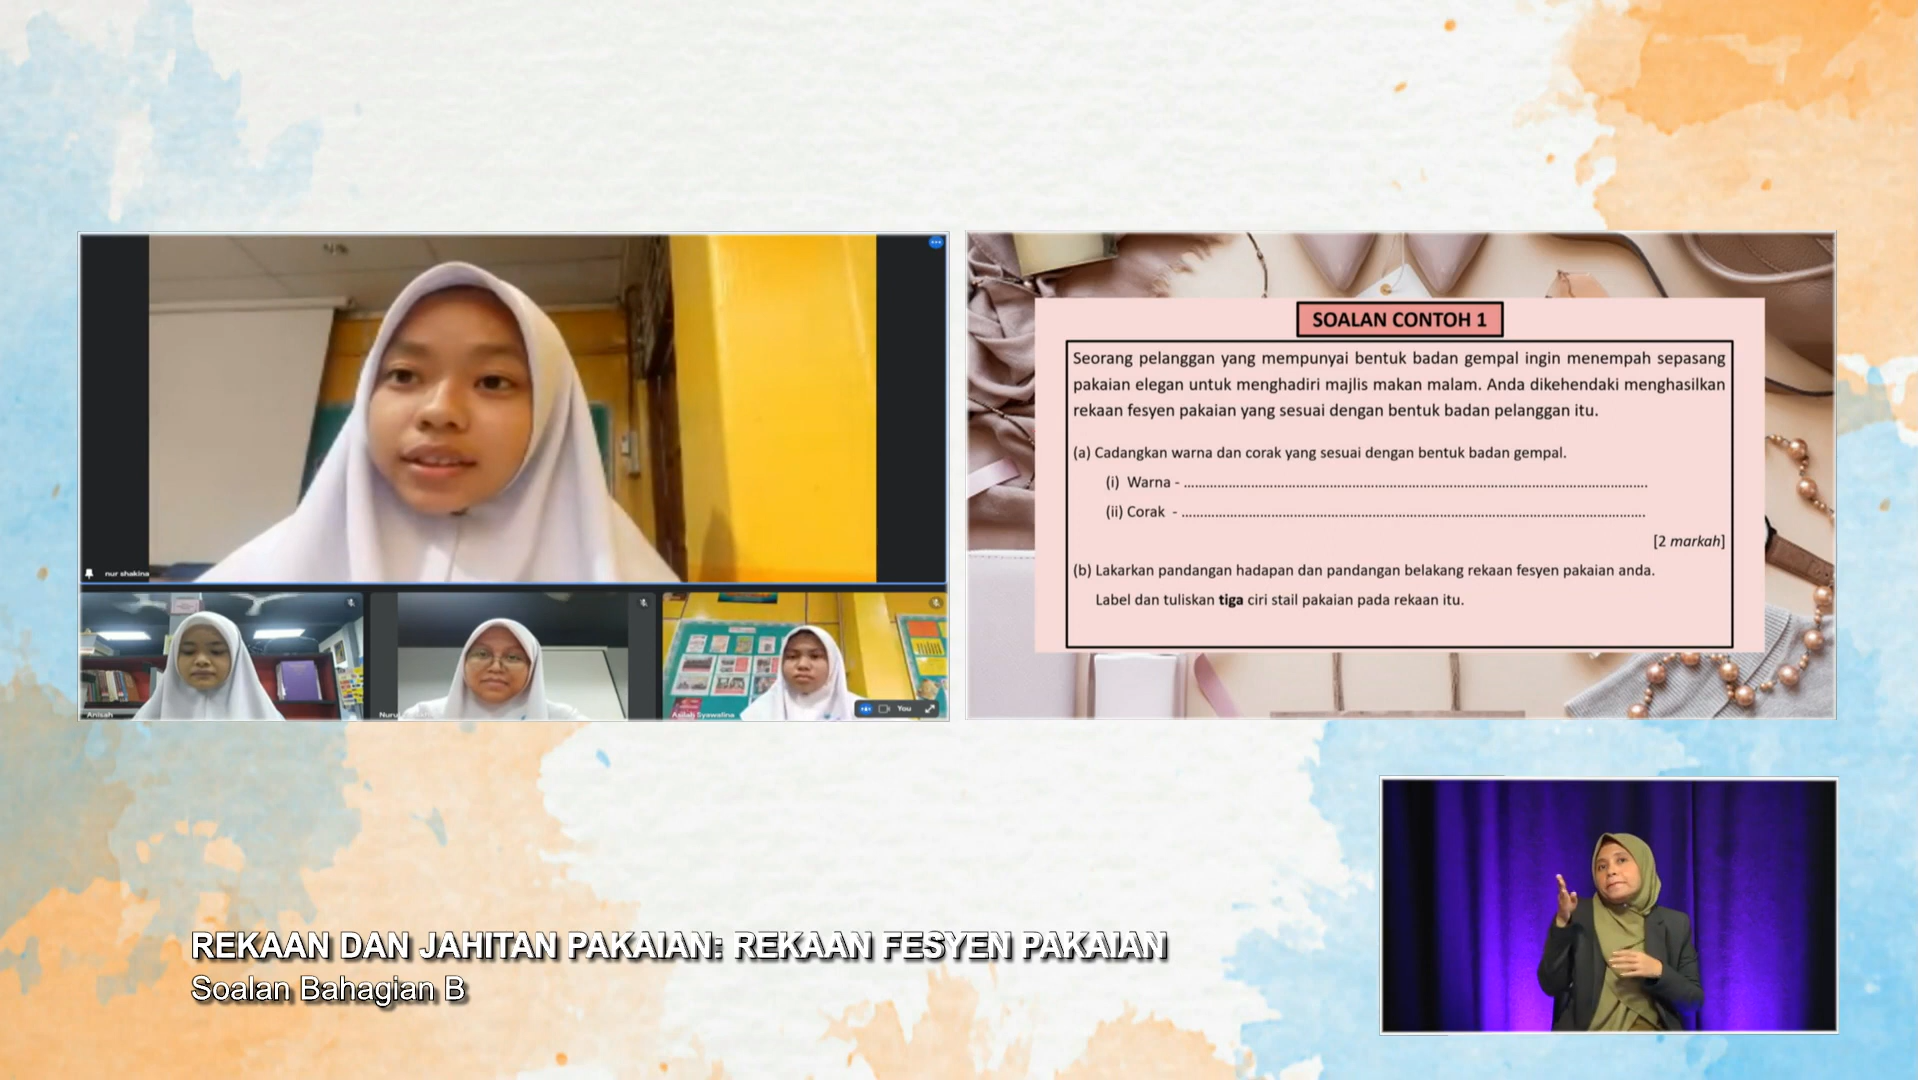 nur shakina
Anisah
Asilah Syawalina
You
SOALAN CONTOH 1
Seorang pelanggan yang mempunyai bentuk badan gempal ingin menempah sepasang
pakaian elegan untuk menghadiri majlis makan malam. Anda dikehendaki menghasilkan
rekaan fesyen pakaian yang sesuai dengan bentuk badan pelanggan itu.
(a) Cadangkan warna dan corak yang sesuai dengan bentuk badan gempal.
(i) Warna - ........................................................................................................
(ii) Corak - ........................................................................................................
[2 markah]
(b) Lakarkan pandangan hadapan dan pandangan belakang rekaan fesyen pakaian anda.
Label dan tuliskan tiga ciri stail pakaian pada rekaan itu.
REKAAN DAN JAHITAN PAKAIAN: REKAAN FESYEN PAKAIAN
Soalan Bahagian B